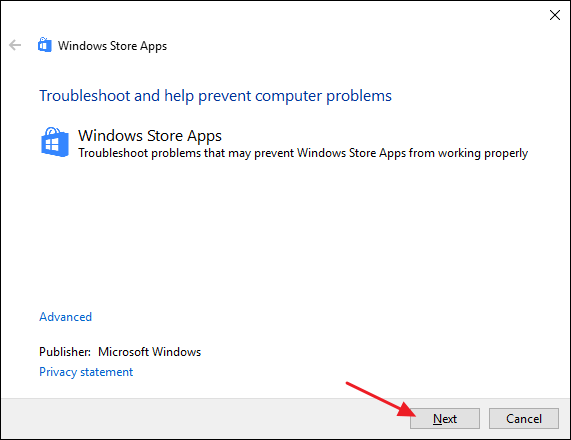 Windows Store Apps
Troubleshoot and help prevent computer problems
Windows Store Apps
Troubleshoot problems that may prevent Windows Store Apps from working properly
Advanced
Publisher: Microsoft Windows
Privacy statement
Next
Cancel